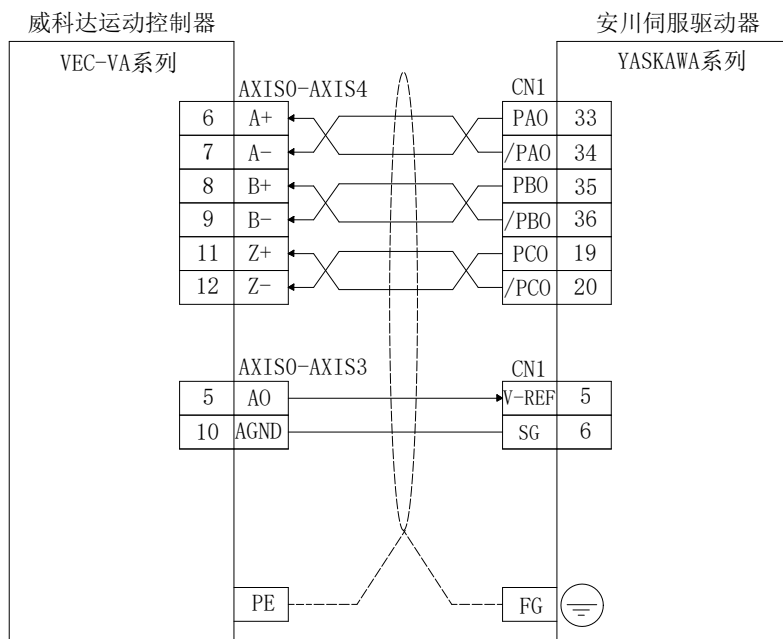 威科达运动控制器 安川伺服驱动器
VEC-VA系列 YASKAWA系列
AXIS0-AXIS4 CN1
6 A+ PAO 33
7 A- /PAO 34
8 B+ PBO 35
9 B- /PBO 36
11 Z+ PCO 19
12 Z- /PCO 20
AXIS0-AXIS3 CN1
5 AO V-REF 5
10 AGND SG 6
PE FG